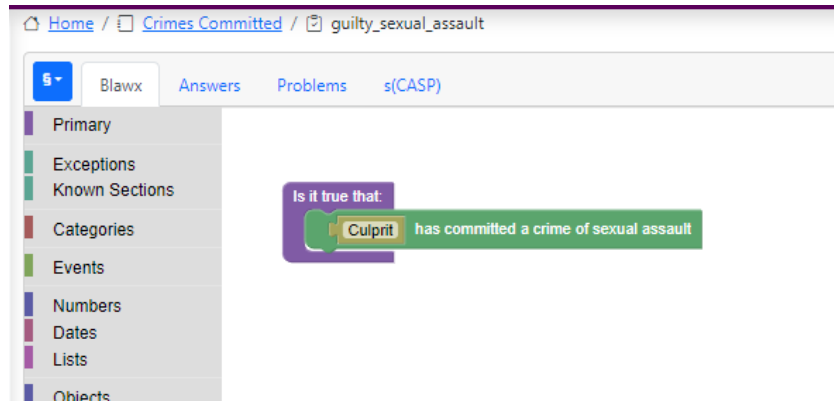 Home / Crimes Committed / guilty_sexual_assault
§ Blawx Answers Problems s(CASP)
Primary
Exceptions
Known Sections
Categories
Events
Numbers
Dates
Lists
Objects
Is it true that:
Culprit has committed a crime of sexual assault